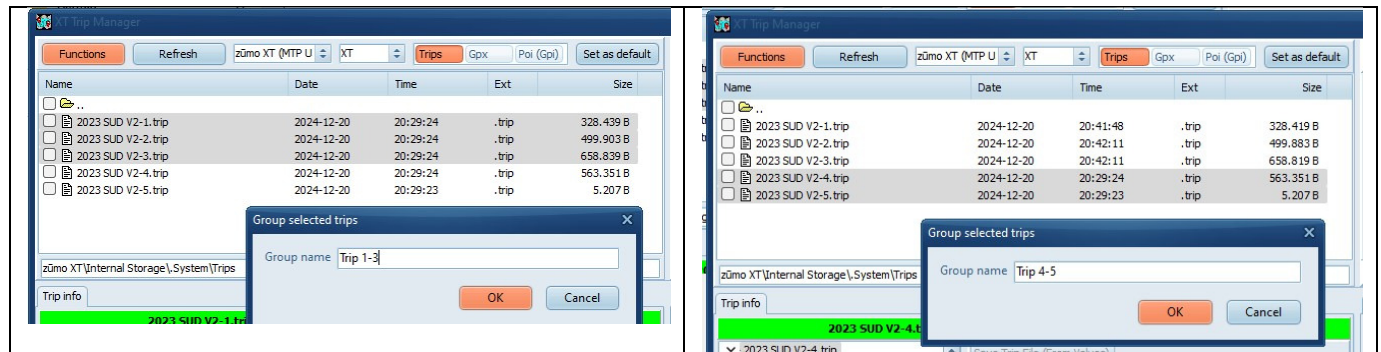 XT Trip Manager
Functions Refresh zūmo XT (MTP U XT Trips Gpx Poi (Gpi) Set as default
Name Date Time Ext Size
..
2023 SUD V2-1.trip 2024-12-20 20:29:24 .trip 328.439 B
2023 SUD V2-2.trip 2024-12-20 20:29:24 .trip 499.903 B
2023 SUD V2-3.trip 2024-12-20 20:29:24 .trip 658.839 B
2023 SUD V2-4.trip 2024-12-20 20:29:24 .trip 563.351 B
2023 SUD V2-5.trip 2024-12-20 20:29:23 .trip 5.207 B
Group selected trips
Group name Trip 1-3
zūmo XT\Internal Storage\.System\Trips
OK Cancel
Trip info
2023 SUD V2-1.tri
XT Trip Manager
Functions Refresh zūmo XT (MTP U XT Trips Gpx Poi (Gpi) Set as default
Name Date Time Ext Size
..
2023 SUD V2-1.trip 2024-12-20 20:41:48 .trip 328.419 B
2023 SUD V2-2.trip 2024-12-20 20:42:11 .trip 499.883 B
2023 SUD V2-3.trip 2024-12-20 20:42:11 .trip 658.819 B
2023 SUD V2-4.trip 2024-12-20 20:29:24 .trip 563.351 B
2023 SUD V2-5.trip 2024-12-20 20:29:23 .trip 5.207 B
Group selected trips
Group name Trip 4-5
zūmo XT\Internal Storage\.System\Trips
OK Cancel
Trip info
2023 SUD V2-4.t
2023 SUD V2-4.trip